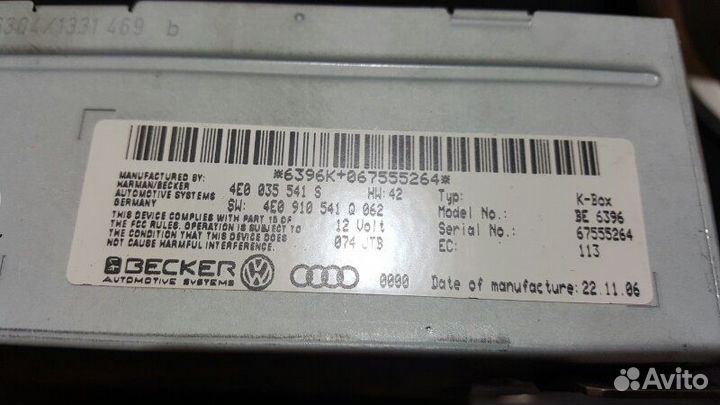 63Q4/1331 469 b
*6396K+067555264*
MANUFACTURED BY:
HARMAN/BECKER
AUTOMOTIVE SYSTEMS
GERMANY
4E0 035 541 S HW:42
SW: 4E0 910 541 Q 062
THIS DEVICE COMPLIES WITH PART 15 OF
THE FCC RULES. OPERATION IS SUBJECT TO
THE CONDITION THAT THIS DEVICE DOES
NOT CAUSE HARMFUL INTERFERENCE.
12 Volt
074 JTB
Typ: K-Box
Model No.: BE 6396
Serial No.: 67555264
EC: 113
BECKER
AUTOMOTIVE SYSTEMS
0000
Date of manufacture: 22.11.06
Avito